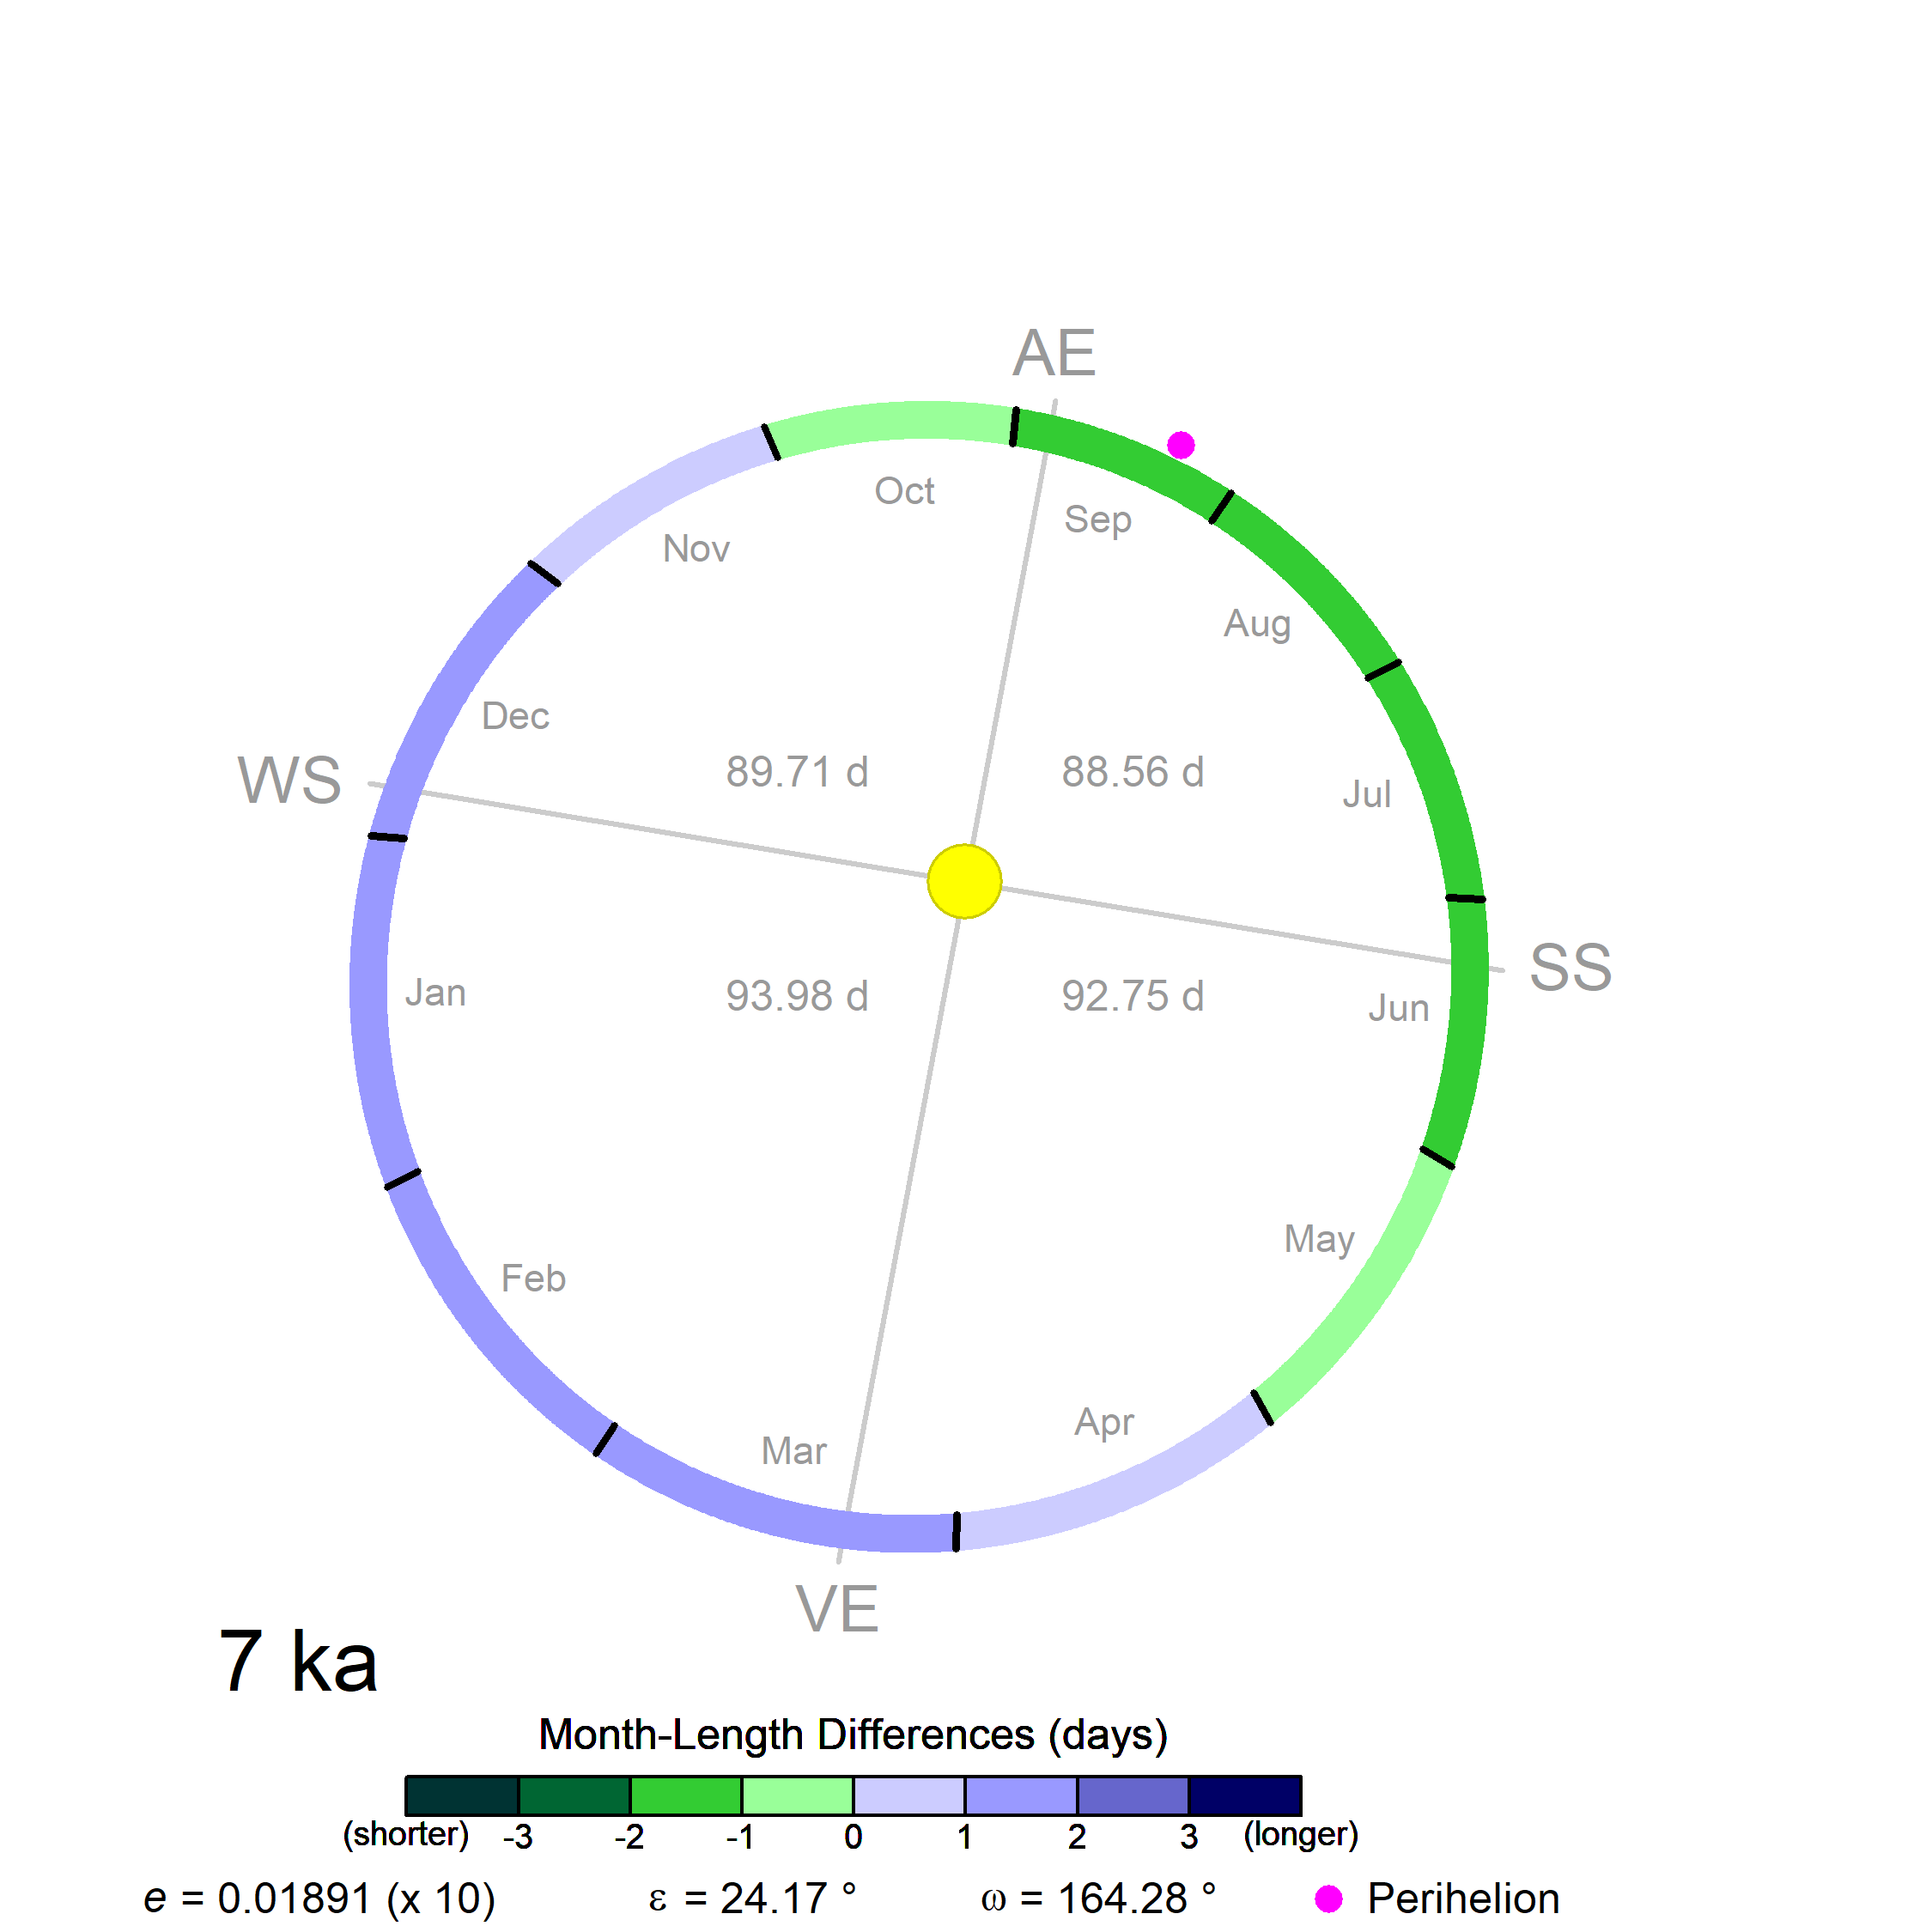 AE
Oct
Sep
Nov
Aug
Dec
WS
89.71 d
88.56 d
Jul
SS
Jan
93.98 d
92.75 d
Jun
May
Feb
Apr
Mar
VE
7 ka
Month-Length Differences (days)
(shorter) -3 -2 -1 0 1 2 3 (longer)
e = 0.01891 (x 10) ε = 24.17 ° ω = 164.28 ° Perihelion